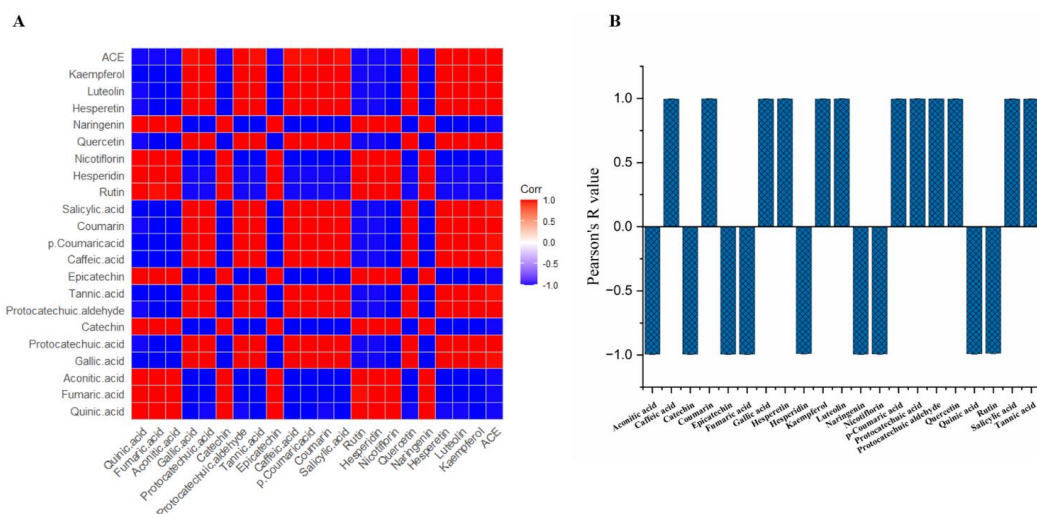 A
B
ACE
Kaempferol
Luteolin
Hesperetin
Naringenin
Quercetin
Nicotiflorin
Hesperidin
Rutin
Salicylic.acid
Coumarin
p.Coumaricacid
Caffeic.acid
Epicatechin
Tannic.acid
Protocatechuic.aldehyde
Catechin
Protocatechuic.acid
Gallic.acid
Aconitic.acid
Fumaric.acid
Quinic.acid
Quinic.acid
Fumaric.acid
Aconitic.acid
Gallic.acid
Protocatechuic.acid
Catechin
Protocatechuic.aldehyde
Tannic.acid
Epicatechin
Caffeic.acid
p.Coumaricacid
Coumarin
Salicylic.acid
Rutin
Hesperidin
Nicotiflorin
Quercetin
Naringenin
Hesperetin
Luteolin
Kaempferol
ACE
Corr
1.0
0.5
0.0
-0.5
-1.0
Pearson's R value
1.0
0.5
0.0
−0.5
−1.0
Aconitic acid
Caffeic acid
Catechin
Coumarin
Epicatechin
Fumaric acid
Gallic acid
Hesperetin
Hesperidin
Kaempferol
Luteolin
Naringenin
Nicotiflorin
p-Coumaric acid
Protocatechuic acid
Protocatechuic aldehyde
Quercetin
Quinic acid
Rutin
Salicylic acid
Tannic acid